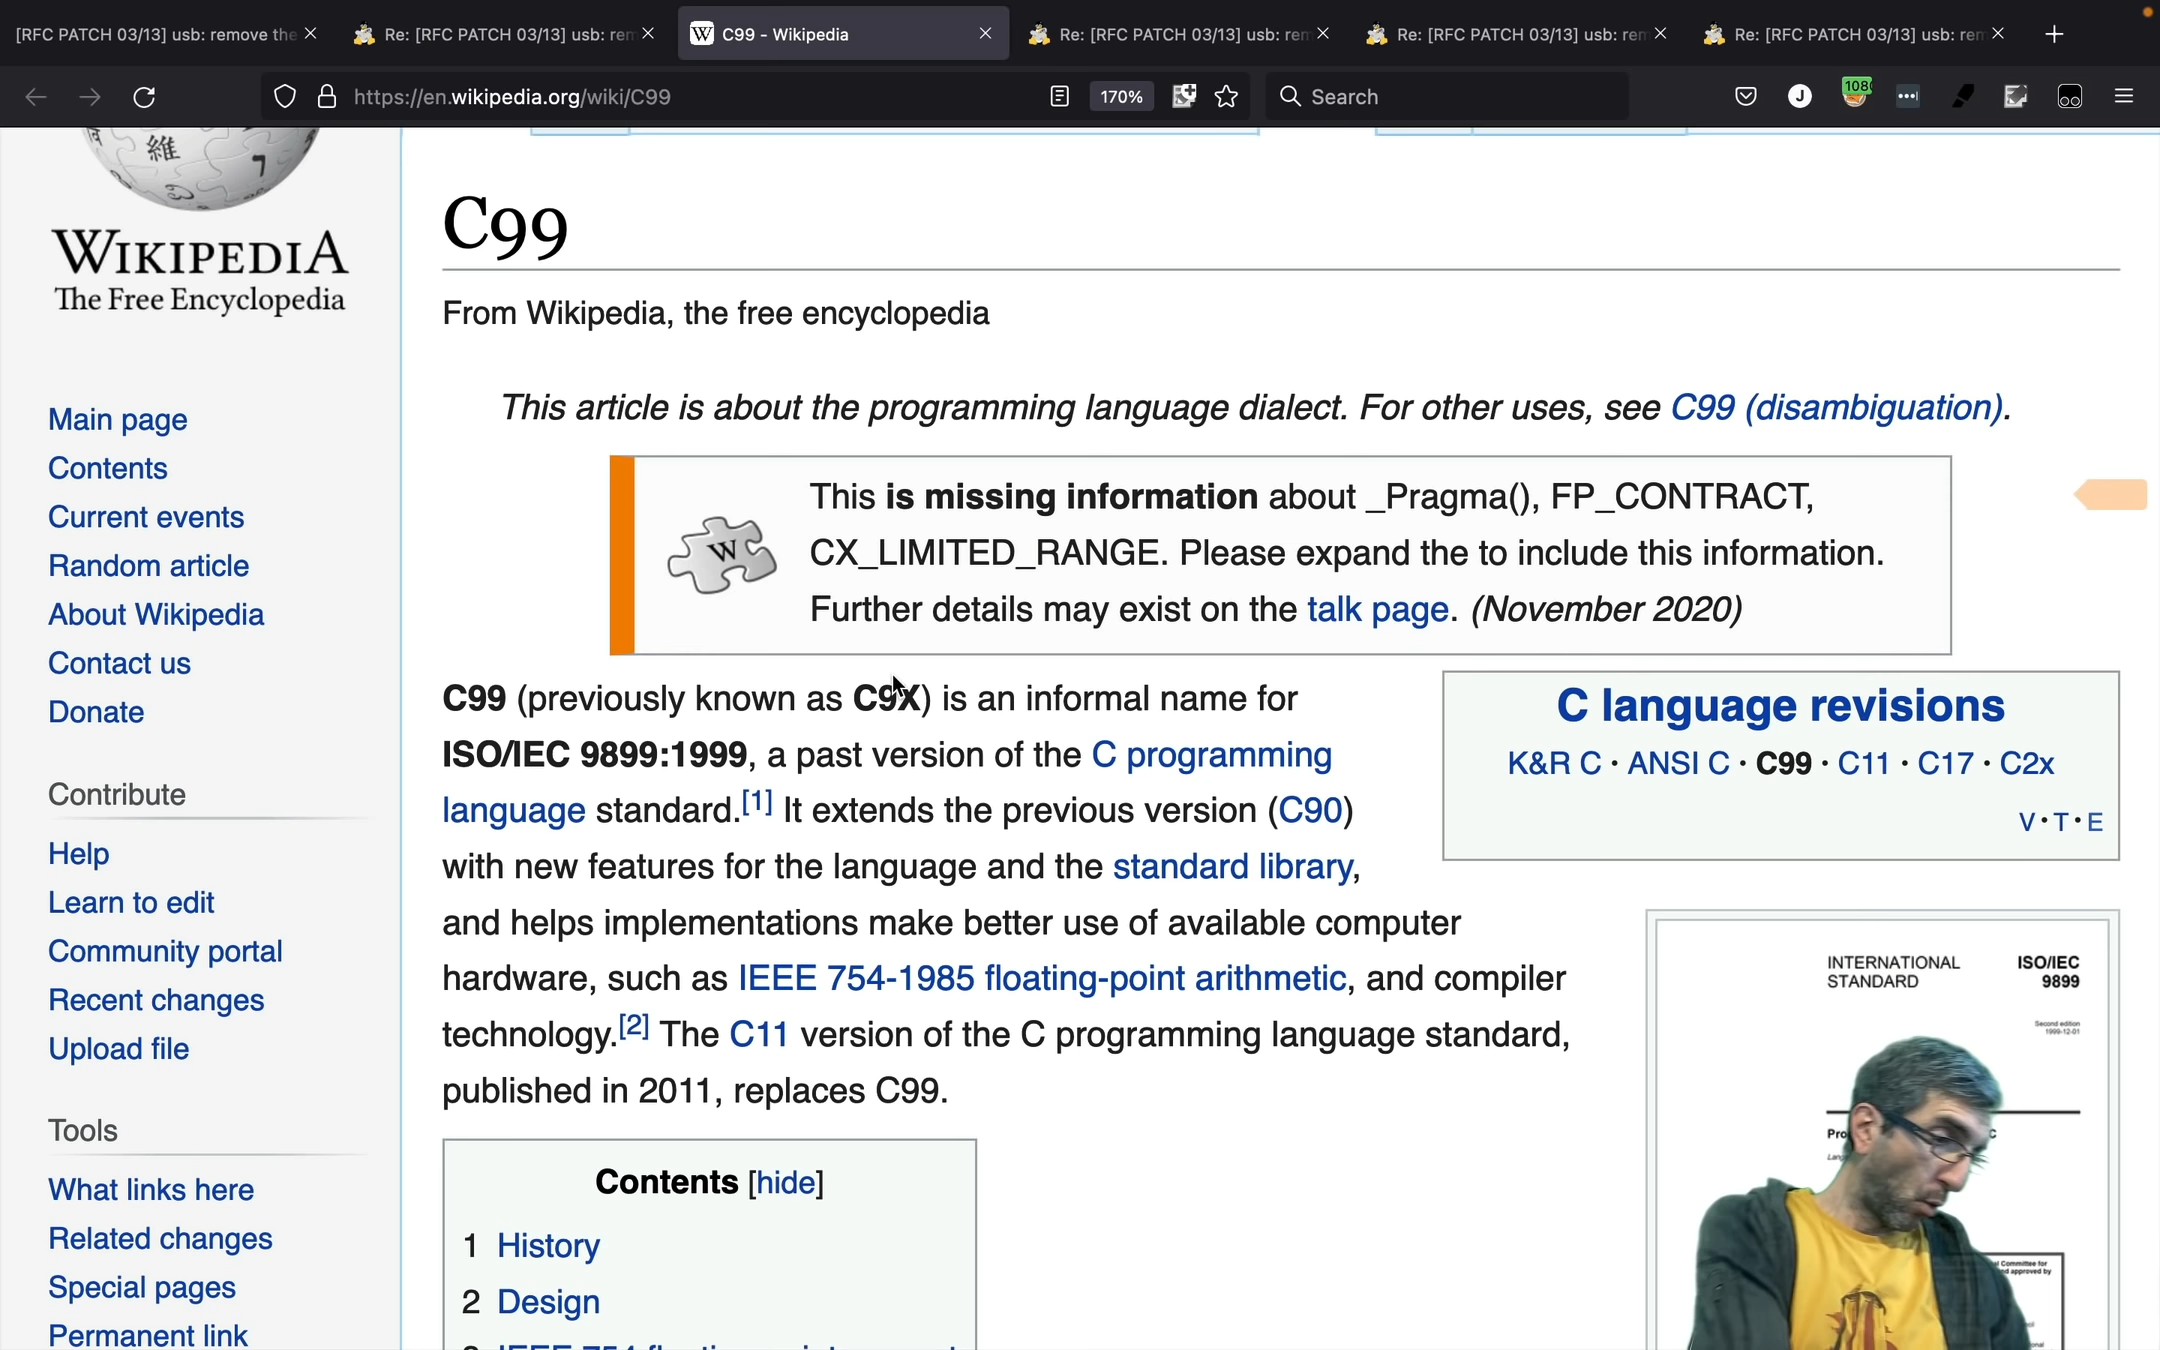 [RFC PATCH 03/13] usb: remove the
Re: [RFC PATCH 03/13] usb: rem
C99 - Wikipedia
Re: [RFC PATCH 03/13] usb: rem
Re: [RFC PATCH 03/13] usb: rem
Re: [RFC PATCH 03/13] usb: rem
https://en.wikipedia.org/wiki/C99
170%
Search
J
108
維
7
WIKIPEDIA
The Free Encyclopedia
Main page
Contents
Current events
Random article
About Wikipedia
Contact us
Donate
Contribute
Help
Learn to edit
Community portal
Recent changes
Upload file
Tools
What links here
Related changes
Special pages
Permanent link
C99
From Wikipedia, the free encyclopedia
This article is about the programming language dialect. For other uses, see C99 (disambiguation).
W
This is missing information about _Pragma(), FP_CONTRACT,
CX_LIMITED_RANGE. Please expand the to include this information.
Further details may exist on the talk page. (November 2020)
C99 (previously known as C9X) is an informal name for
ISO/IEC 9899:1999, a past version of the C programming
language standard.[1] It extends the previous version (C90)
with new features for the language and the standard library,
and helps implementations make better use of available computer
hardware, such as IEEE 754-1985 floating-point arithmetic, and compiler
technology.[2] The C11 version of the C programming language standard,
published in 2011, replaces C99.
C language revisions
K&R C · ANSI C · C99 · C11 · C17 · C2x
V · T · E
INTERNATIONAL
STANDARD
ISO/IEC
9899
Second edition
1999-12-01
Contents [hide]
1 History
2 Design